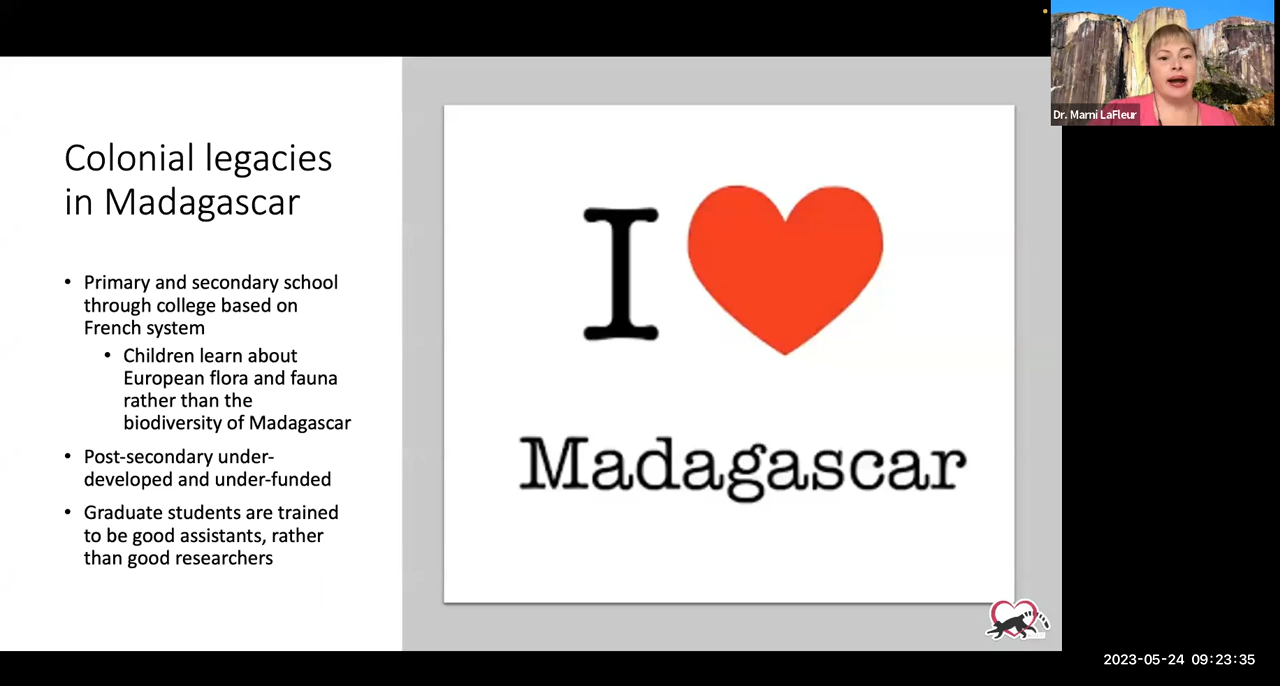 Colonial legacies
in Madagascar
• Primary and secondary school
through college based on
French system
• Children learn about
European flora and fauna
rather than the
biodiversity of Madagascar
• Post-secondary under-
developed and under-funded
• Graduate students are trained
to be good assistants, rather
than good researchers
I
Madagascar
Dr. Marni LaFleur
2023-05-24 09:23:35